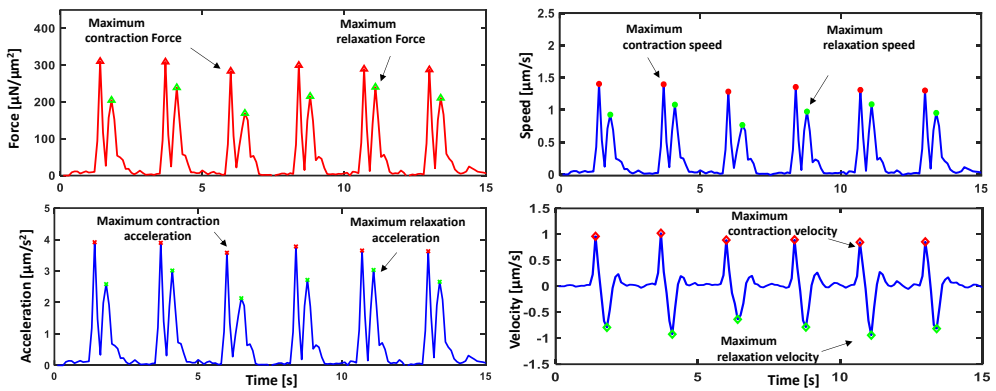 Force [µN/µm²]
400
300
200
100
0
Maximum
contraction Force
Maximum
relaxation Force
0
5
10
15
Speed [µm/s]
2.5
2
1.5
1
0.5
0
Maximum
contraction speed
Maximum
relaxation speed
0
5
10
15
Acceleration [µm/s²]
5
4
3
2
1
0
Maximum contraction
acceleration
Maximum relaxation
acceleration
0
5
10
15
Time [s]
Velocity [µm/s]
1.5
1
0.5
0
-0.5
-1
-1.5
Maximum
contraction velocity
Maximum
relaxation velocity
0
5
10
15
Time [s]